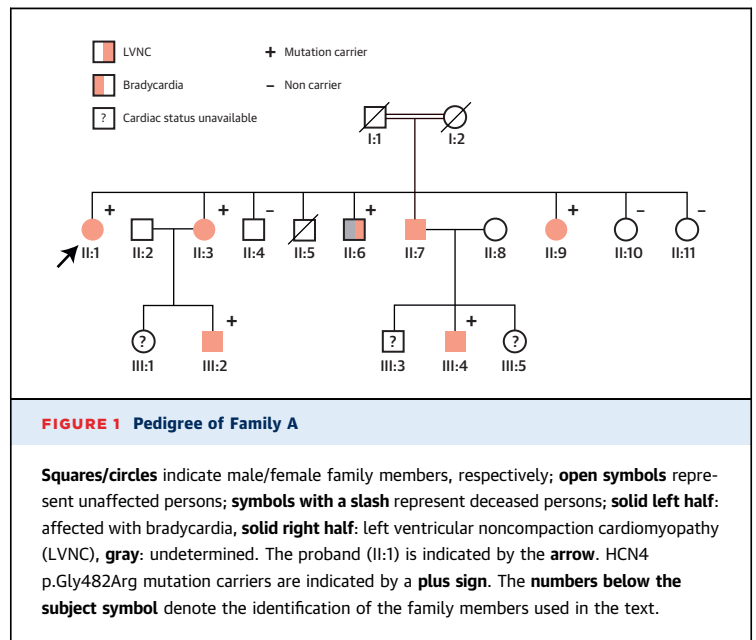 LVNC
+ Mutation carrier
Bradycardia
– Non carrier
? Cardiac status unavailable
I:1 I:2
+ + – + + – –
II:1 II:2 II:3 II:4 II:5 II:6 II:7 II:8 II:9 II:10 II:11
? + ? + ?
III:1 III:2 III:3 III:4 III:5
FIGURE 1 Pedigree of Family A
Squares/circles indicate male/female family members, respectively; open symbols repre-
sent unaffected persons; symbols with a slash represent deceased persons; solid left half:
affected with bradycardia, solid right half: left ventricular noncompaction cardiomyopathy
(LVNC), gray: undetermined. The proband (II:1) is indicated by the arrow. HCN4
p.Gly482Arg mutation carriers are indicated by a plus sign. The numbers below the
subject symbol denote the identification of the family members used in the text.